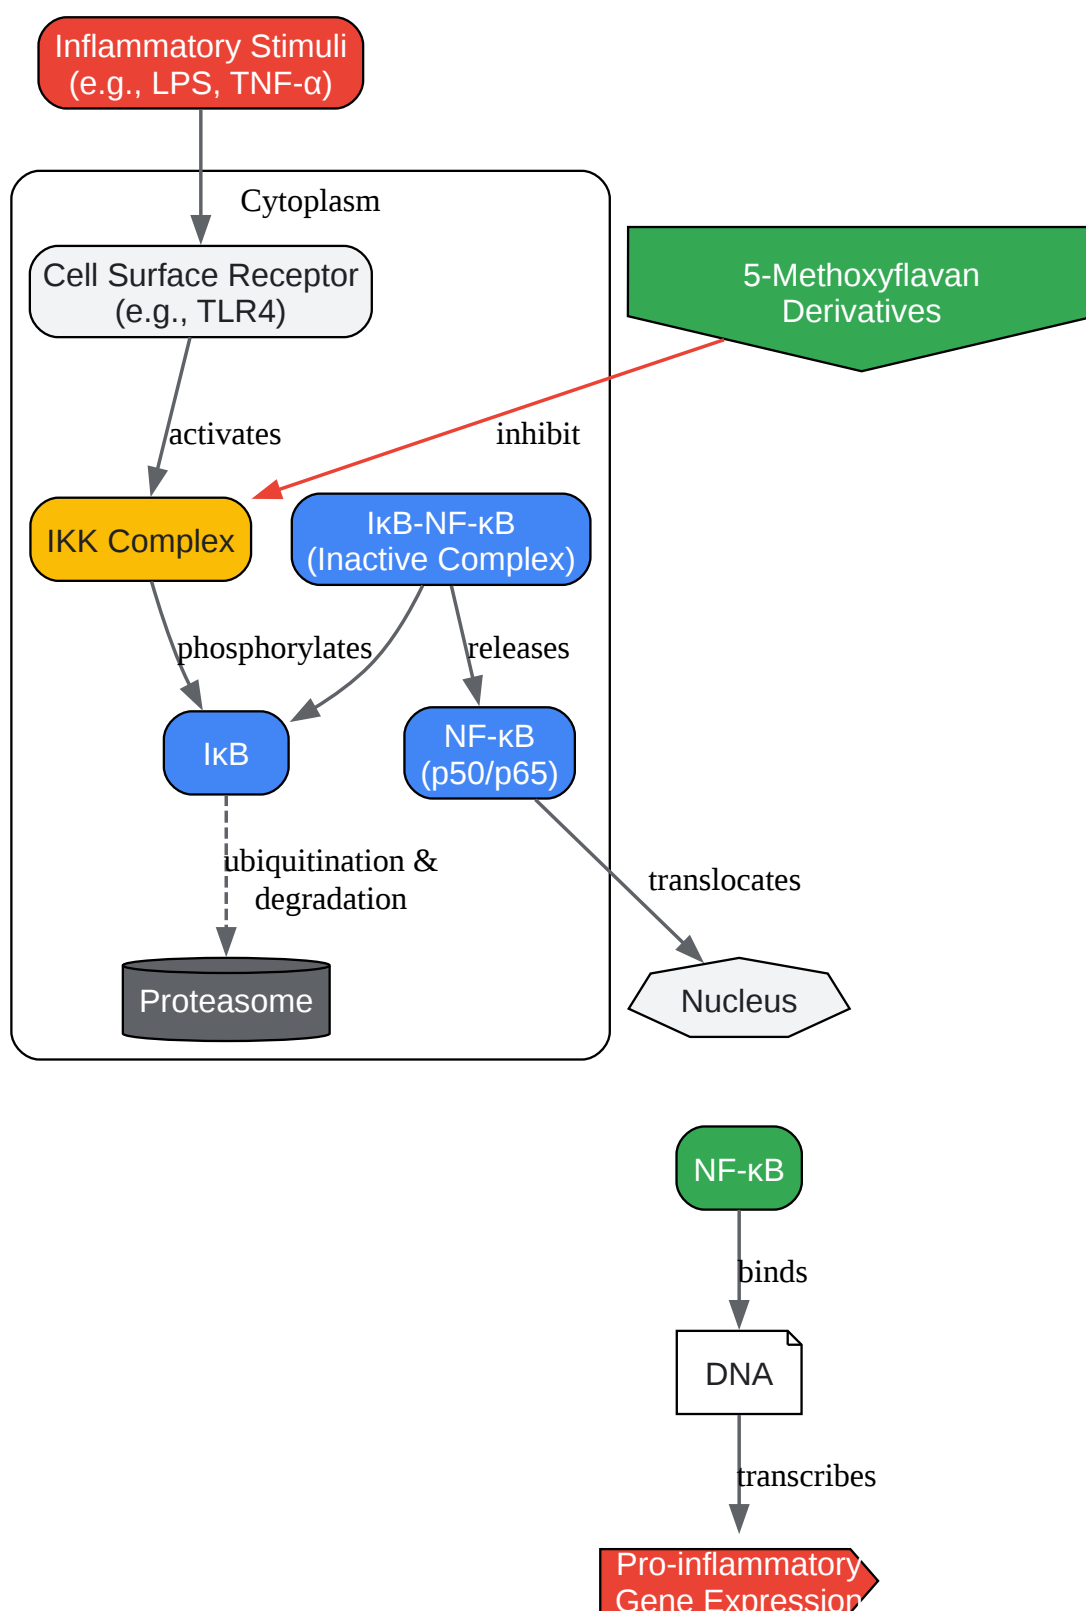 Inflammatory Stimuli
(e.g., LPS, TNF-α)
Cytoplasm
Cell Surface Receptor
(e.g., TLR4)
5-Methoxyflavan
Derivatives
activates
inhibit
IKK Complex
IκB-NF-κB
(Inactive Complex)
phosphorylates
releases
IκB
NF-κB
(p50/p65)
ubiquitination &
degradation
translocates
Proteasome
Nucleus
NF-κB
binds
DNA
transcribes
Pro-inflammatory
Gene Expression